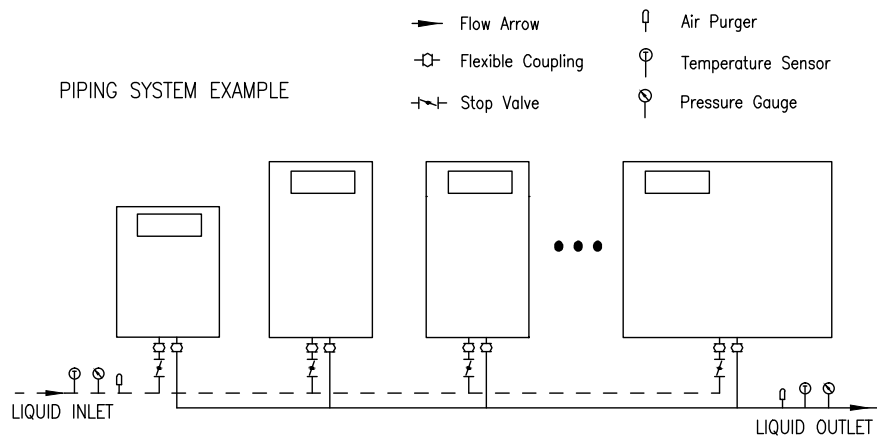 Flow Arrow
Air Purger
Flexible Coupling
T Temperature Sensor
PIPING SYSTEM EXAMPLE
Stop Valve
Pressure Gauge
T
LIQUID INLET
T
LIQUID OUTLET